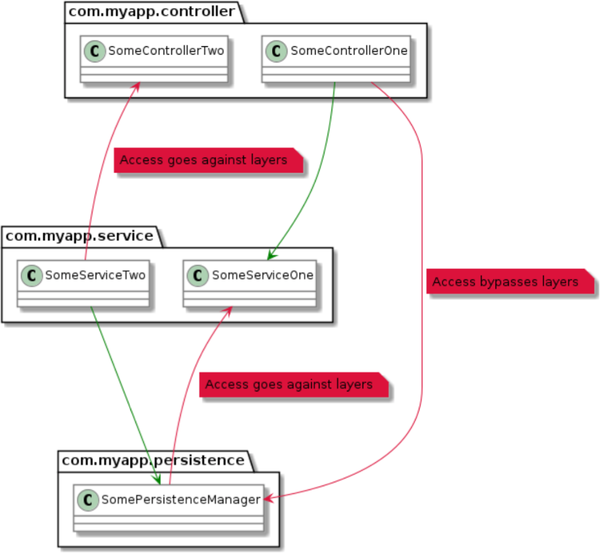 com.myapp.controller
C SomeControllerTwo
C SomeControllerOne
Access goes against layers
com.myapp.service
C SomeServiceTwo
C SomeServiceOne
Access bypasses layers
Access goes against layers
com.myapp.persistence
C SomePersistenceManager